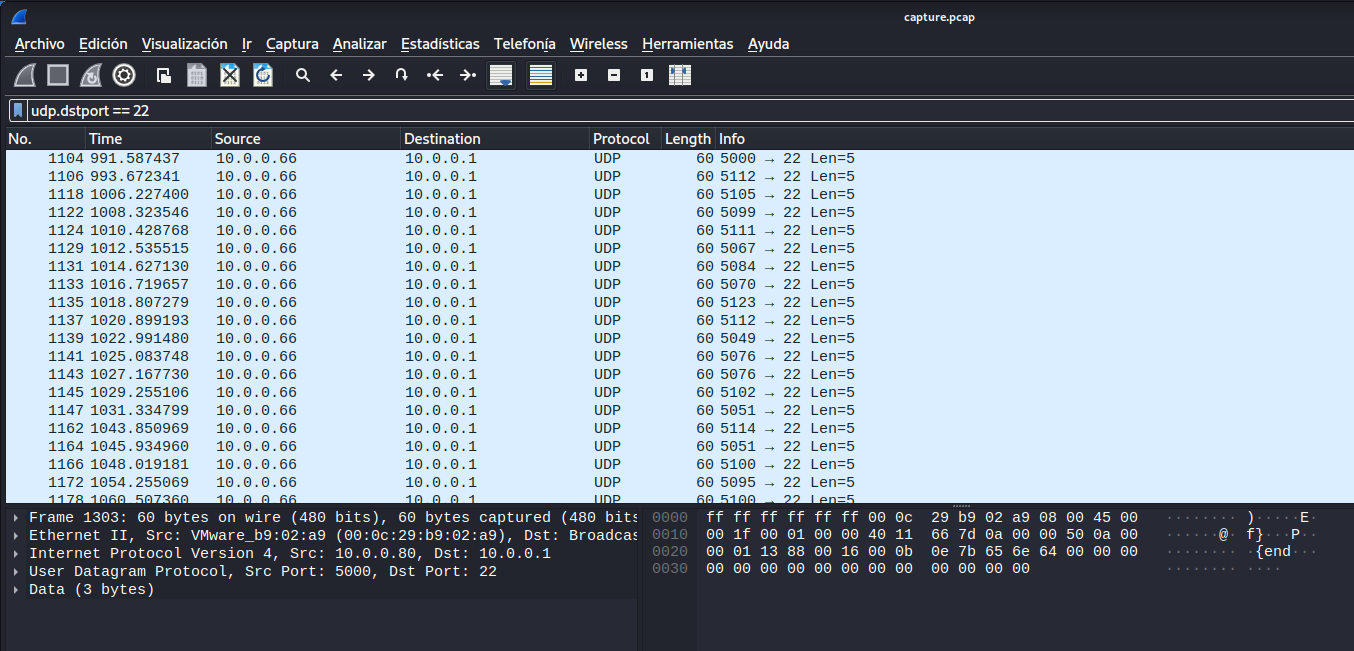 capture.pcap
Archivo Edición Visualización Ir Captura Analizar Estadísticas Telefonía Wireless Herramientas Ayuda
udp.dstport == 22
No. Time Source Destination Protocol Length Info
1104 991.587437 10.0.0.66 10.0.0.1 UDP 60 5000 → 22 Len=5
1106 993.672341 10.0.0.66 10.0.0.1 UDP 60 5112 → 22 Len=5
1118 1006.227400 10.0.0.66 10.0.0.1 UDP 60 5105 → 22 Len=5
1122 1008.323546 10.0.0.66 10.0.0.1 UDP 60 5099 → 22 Len=5
1124 1010.428768 10.0.0.66 10.0.0.1 UDP 60 5111 → 22 Len=5
1129 1012.535515 10.0.0.66 10.0.0.1 UDP 60 5067 → 22 Len=5
1131 1014.627130 10.0.0.66 10.0.0.1 UDP 60 5084 → 22 Len=5
1133 1016.719657 10.0.0.66 10.0.0.1 UDP 60 5070 → 22 Len=5
1135 1018.807279 10.0.0.66 10.0.0.1 UDP 60 5123 → 22 Len=5
1137 1020.899193 10.0.0.66 10.0.0.1 UDP 60 5112 → 22 Len=5
1139 1022.991480 10.0.0.66 10.0.0.1 UDP 60 5049 → 22 Len=5
1141 1025.083748 10.0.0.66 10.0.0.1 UDP 60 5076 → 22 Len=5
1143 1027.167730 10.0.0.66 10.0.0.1 UDP 60 5076 → 22 Len=5
1145 1029.255106 10.0.0.66 10.0.0.1 UDP 60 5102 → 22 Len=5
1147 1031.334799 10.0.0.66 10.0.0.1 UDP 60 5051 → 22 Len=5
1162 1043.850969 10.0.0.66 10.0.0.1 UDP 60 5114 → 22 Len=5
1164 1045.934960 10.0.0.66 10.0.0.1 UDP 60 5051 → 22 Len=5
1166 1048.019181 10.0.0.66 10.0.0.1 UDP 60 5100 → 22 Len=5
1172 1054.255069 10.0.0.66 10.0.0.1 UDP 60 5095 → 22 Len=5
1178 1060.507360 10.0.0.66 10.0.0.1 UDP 60 5100 → 22 Len=5
Frame 1303: 60 bytes on wire (480 bits), 60 bytes captured (480 bits
Ethernet II, Src: VMware_b9:02:a9 (00:0c:29:b9:02:a9), Dst: Broadcas
Internet Protocol Version 4, Src: 10.0.0.80, Dst: 10.0.0.1
User Datagram Protocol, Src Port: 5000, Dst Port: 22
Data (3 bytes)
0000 ff ff ff ff ff ff 00 0c 29 b9 02 a9 08 00 45 00 ········ )·····E·
0010 00 1f 00 01 00 00 40 11 66 7d 0a 00 00 50 0a 00 ······@· f}···P··
0020 00 01 13 88 00 16 00 0b 0e 7b 65 6e 64 00 00 00 ········ ·{end···
0030 00 00 00 00 00 00 00 00 00 00 00 00 ········ ····